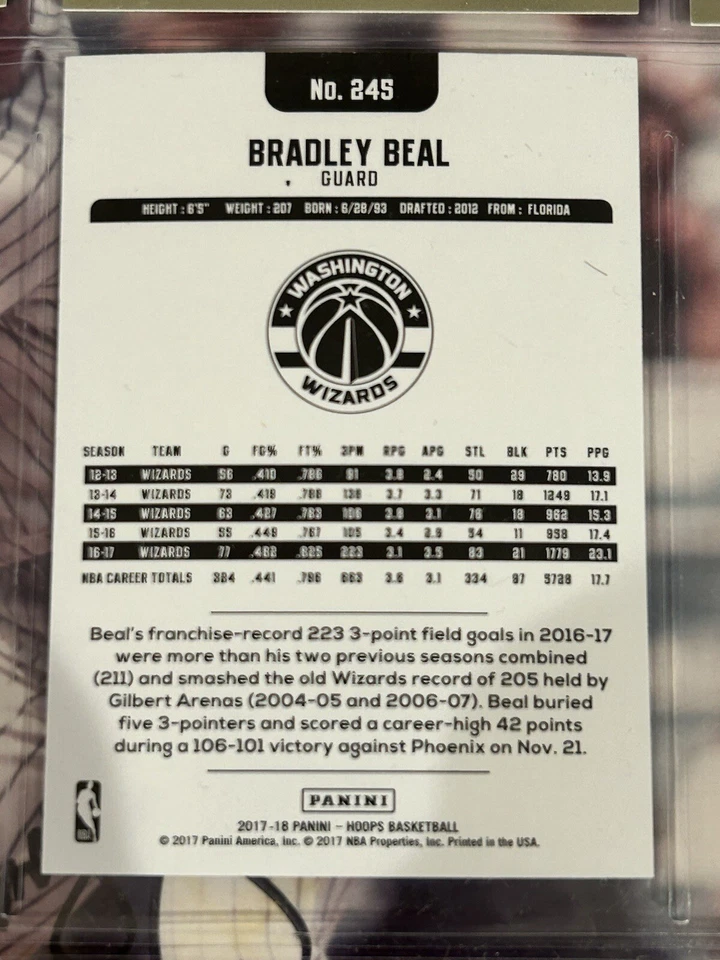 No. 245
BRADLEY BEAL
GUARD
HEIGHT : 6'5" WEIGHT : 207 BORN : 6/28/93 DRAFTED : 2012 FROM : FLORIDA
WASHINGTON
WIZARDS
SEASON TEAM G FG% FT% 3PM RPG APG STL BLK PTS PPG
12-13 WIZARDS 56 .410 .786 91 3.8 2.4 50 29 780 13.9
13-14 WIZARDS 73 .419 .788 138 3.7 3.3 71 18 1249 17.1
14-15 WIZARDS 63 .427 .783 106 3.8 3.1 76 18 962 15.3
15-16 WIZARDS 55 .449 .767 105 3.4 2.9 54 11 958 17.4
16-17 WIZARDS 77 .482 .825 223 3.1 3.5 83 21 1779 23.1
NBA CAREER TOTALS 324 .441 .796 663 3.6 3.1 334 97 5728 17.7
Beal's franchise-record 223 3-point field goals in 2016-17
were more than his two previous seasons combined
(211) and smashed the old Wizards record of 205 held by
Gilbert Arenas (2004-05 and 2006-07). Beal buried
five 3-pointers and scored a career-high 42 points
during a 106-101 victory against Phoenix on Nov. 21.
PANINI
2017-18 PANINI – HOOPS BASKETBALL
© 2017 Panini America, Inc. © 2017 NBA Properties, Inc. Printed in the USA.